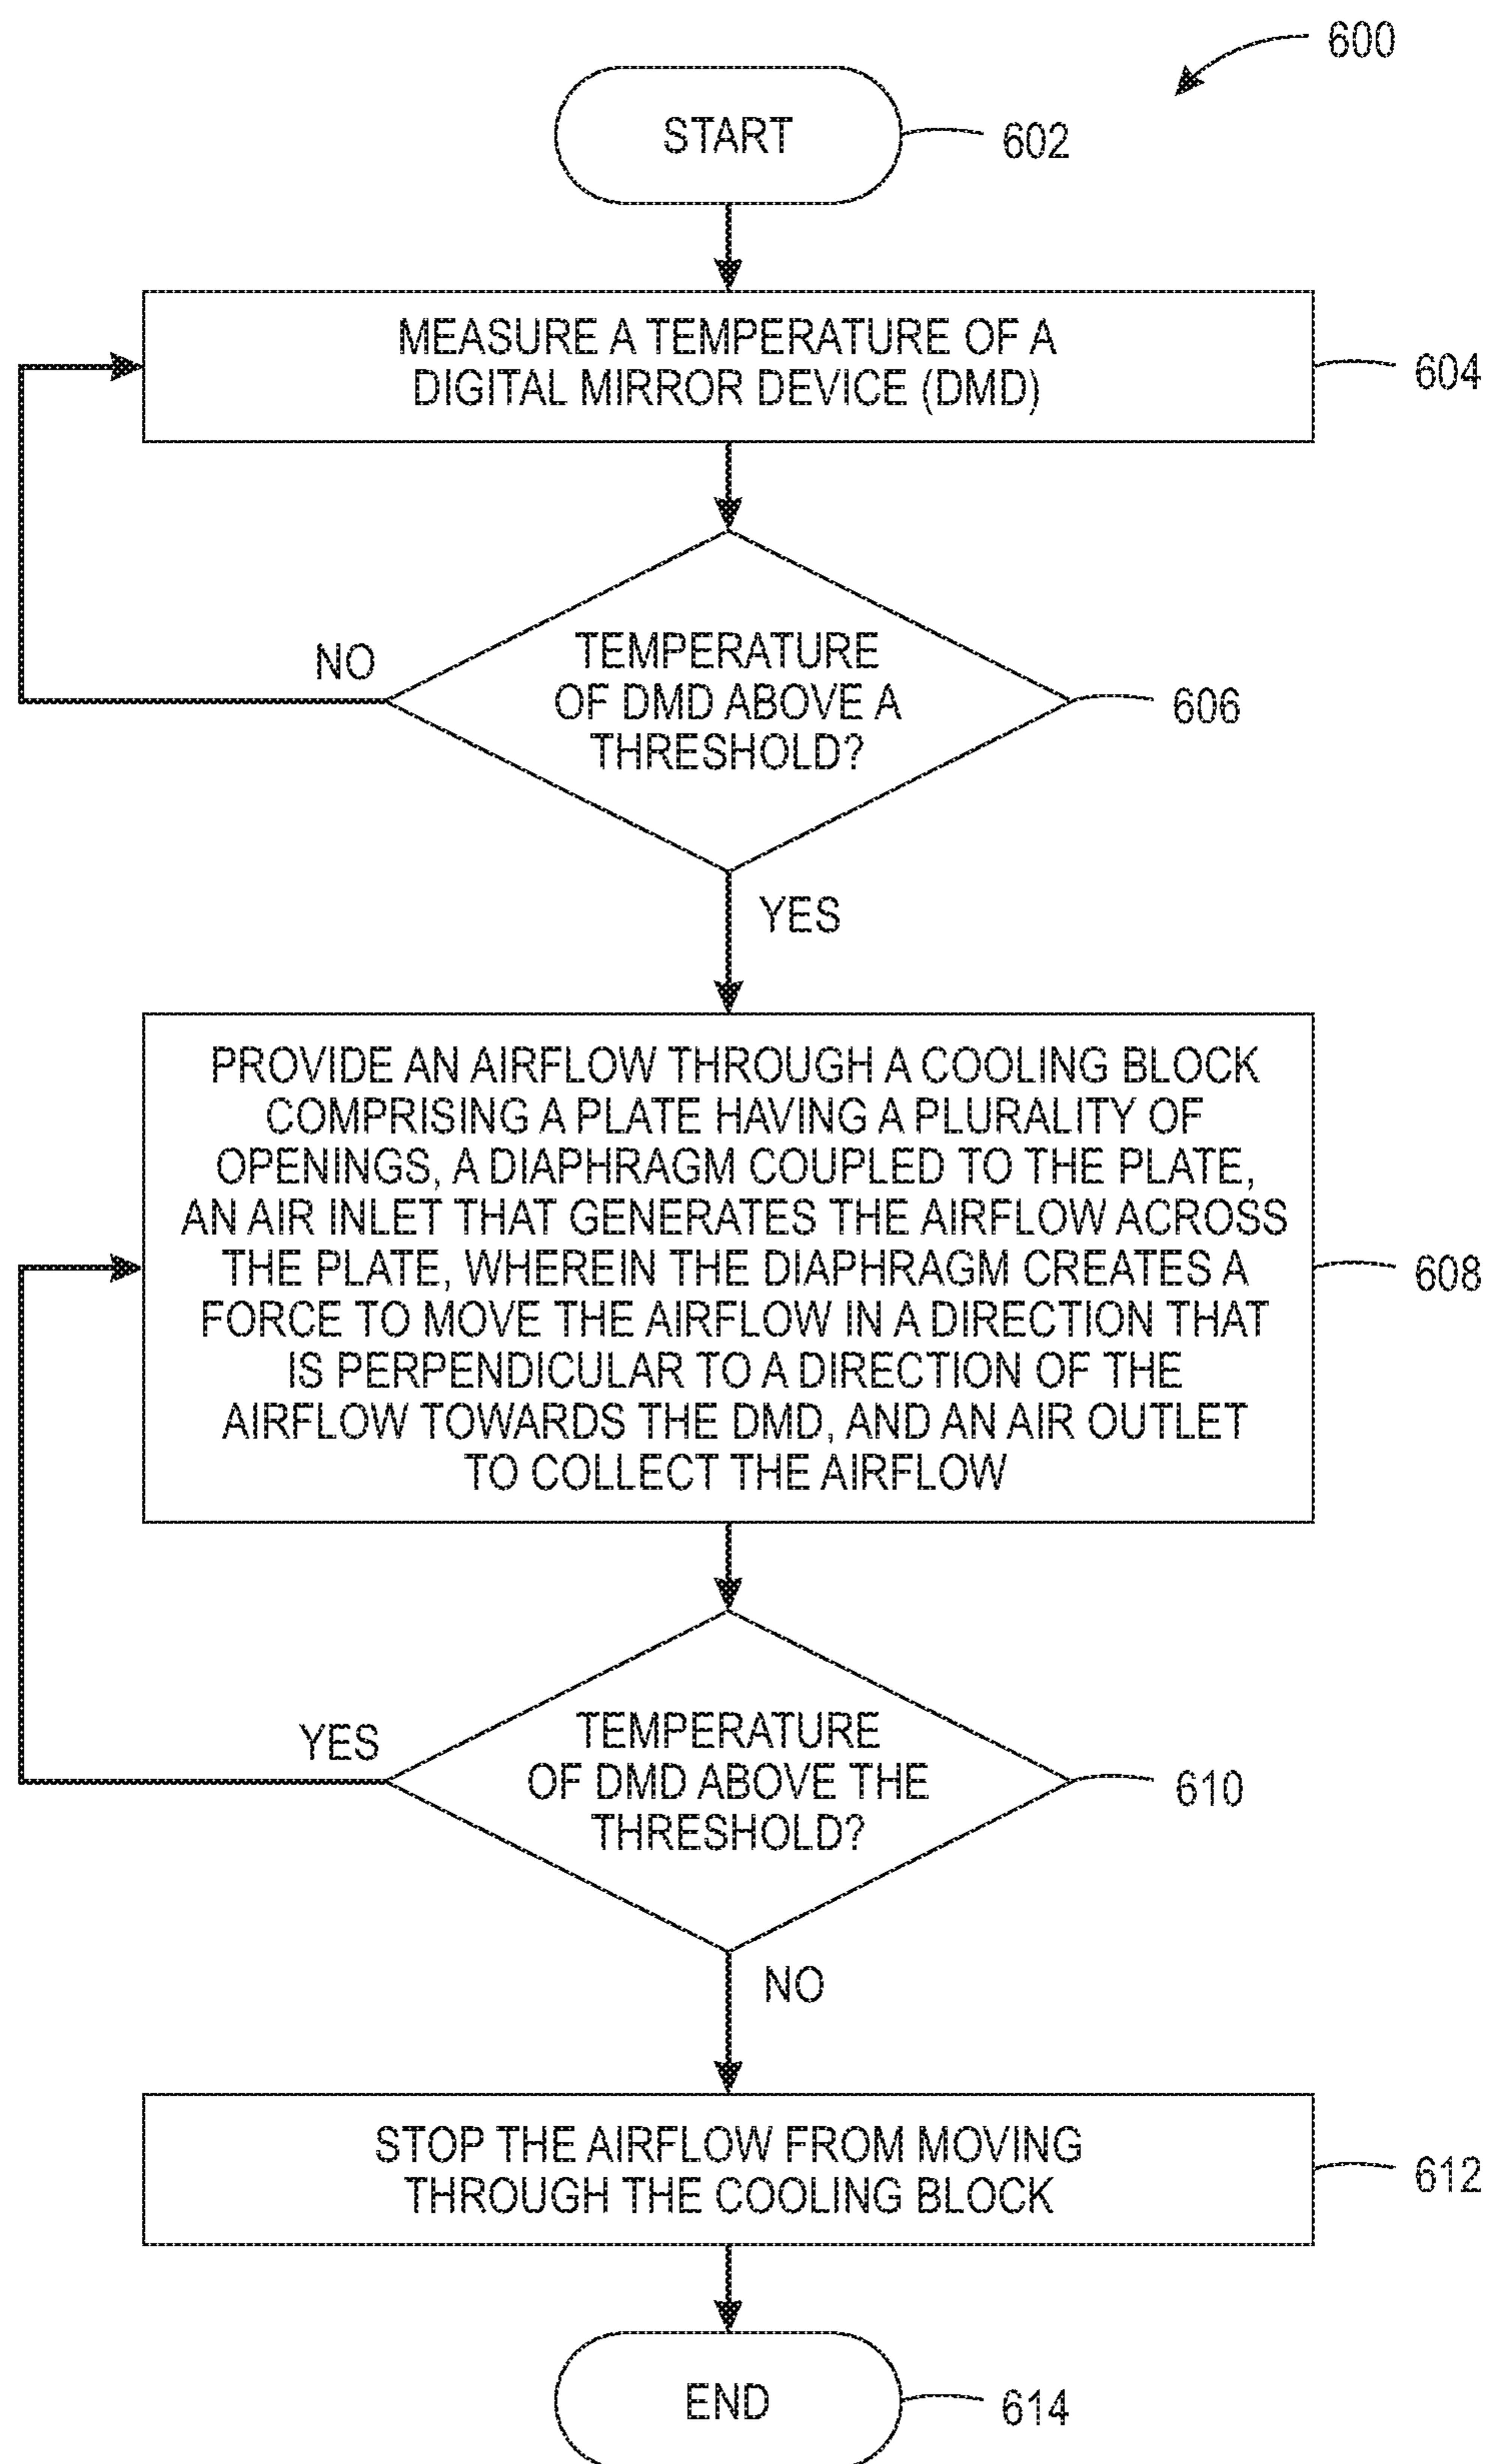 600
START
602
MEASURE A TEMPERATURE OF A
DIGITAL MIRROR DEVICE (DMD)
604
NO
TEMPERATURE
OF DMD ABOVE A
THRESHOLD?
606
YES
PROVIDE AN AIRFLOW THROUGH A COOLING BLOCK
COMPRISING A PLATE HAVING A PLURALITY OF
OPENINGS, A DIAPHRAGM COUPLED TO THE PLATE,
AN AIR INLET THAT GENERATES THE AIRFLOW ACROSS
THE PLATE, WHEREIN THE DIAPHRAGM CREATES A
FORCE TO MOVE THE AIRFLOW IN A DIRECTION THAT
IS PERPENDICULAR TO A DIRECTION OF THE
AIRFLOW TOWARDS THE DMD, AND AN AIR OUTLET
TO COLLECT THE AIRFLOW
608
YES
TEMPERATURE
OF DMD ABOVE THE
THRESHOLD?
610
NO
STOP THE AIRFLOW FROM MOVING
THROUGH THE COOLING BLOCK
612
END
614